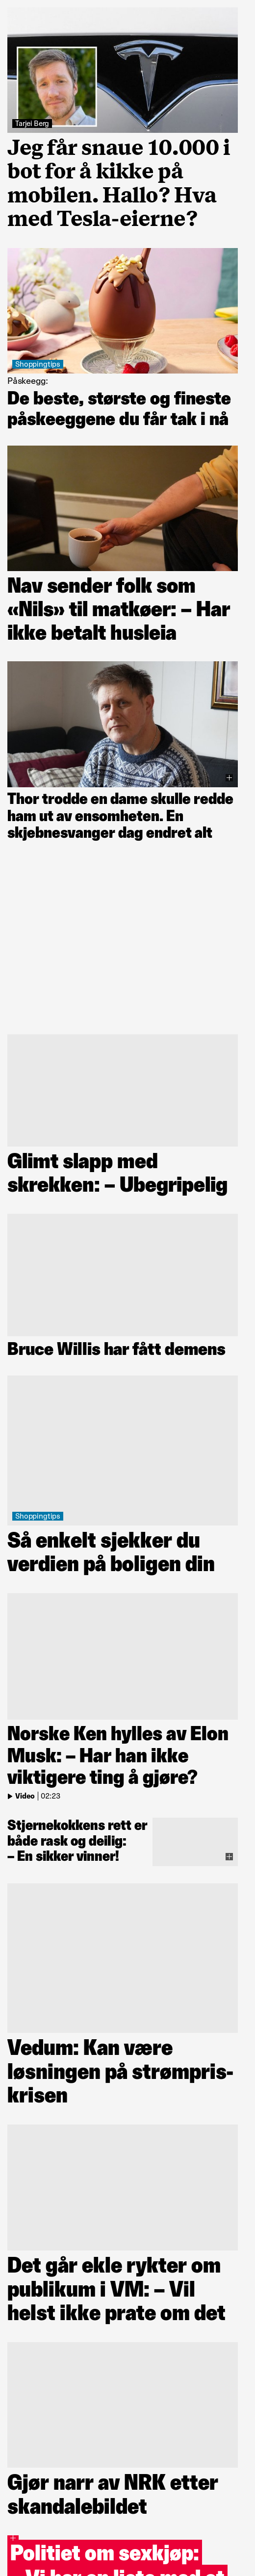 Tarjei Berg
Jeg får snaue 10.000 i
bot for å kikke på
mobilen. Hallo? Hva
med Tesla-eierne?
Shoppingtips
Påskeegg:
De beste, største og fineste
påskeeggene du får tak i nå
Nav sender folk som
«Nils» til matkøer: – Har
ikke betalt husleia
Thor trodde en dame skulle redde
ham ut av ensomheten. En
skjebnesvanger dag endret alt
Glimt slapp med
skrekken: – Ubegripelig
Bruce Willis har fått demens
Shoppingtips
Så enkelt sjekker du
verdien på boligen din
Norske Ken hylles av Elon
Musk: – Har han ikke
viktigere ting å gjøre?
Video | 02:23
Stjernekokkens rett er
både rask og deilig:
– En sikker vinner!
Vedum: Kan være
løsningen på strømpris-
krisen
Det går ekle rykter om
publikum i VM: – Vil
helst ikke prate om det
Gjør narr av NRK etter
skandalebildet
Politiet om sexkjøp: